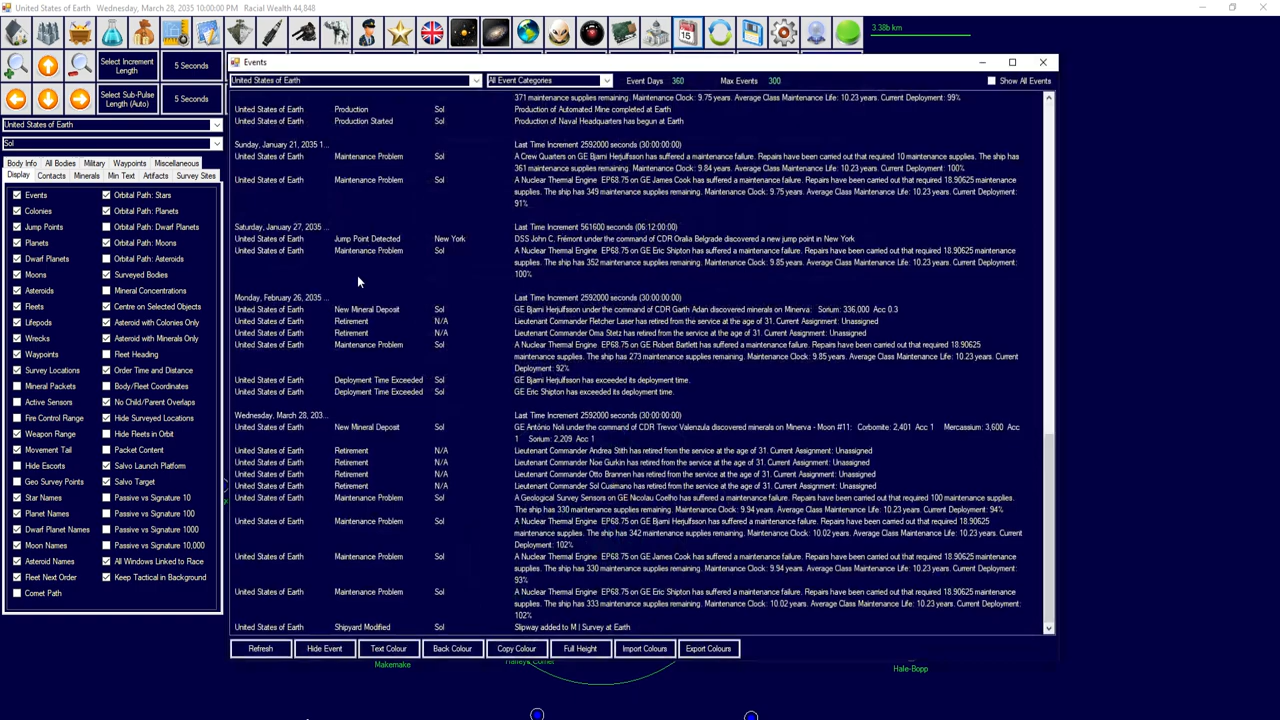 United States of Earth   Wednesday, March 28, 2035 10:00:00 PM   Racial Wealth 44,848
15
3.38b km
Select Increment Length
5 Seconds
Select Sub-Pulse Length (Auto)
5 Seconds
United States of Earth
Sol
Body Info All Bodies Military Waypoints Miscellaneous
Display Contacts Minerals Min Text Artifacts Survey Sites
Events Orbital Path: Stars
Colonies Orbital Path: Planets
Jump Points Orbital Path: Dwarf Planets
Planets Orbital Path: Moons
Dwarf Planets Orbital Path: Asteroids
Moons Surveyed Bodies
Asteroids Mineral Concentrations
Fleets Centre on Selected Objects
Lifepods Asteroid with Colonies Only
Wrecks Asteroid with Minerals Only
Waypoints Fleet Heading
Survey Locations Order Time and Distance
Mineral Packets Body/Fleet Coordinates
Active Sensors No Child/Parent Overlaps
Fire Control Range Hide Surveyed Locations
Weapon Range Hide Fleets in Orbit
Movement Tail Packet Content
Hide Escorts Salvo Launch Platform
Geo Survey Points Salvo Target
Star Names Passive vs Signature 10
Planet Names Passive vs Signature 100
Dwarf Planet Names Passive vs Signature 1000
Moon Names Passive vs Signature 10,000
Asteroid Names All Windows Linked to Race
Fleet Next Order Keep Tactical in Background
Comet Path
Events
United States of Earth All Event Categories Event Days 360 Max Events 300 Show All Events
371 maintenance supplies remaining. Maintenance Clock: 9.75 years. Average Class Maintenance Life: 10.23 years. Current Deployment: 99%
United States of Earth Production Sol Production of Automated Mine completed at Earth
United States of Earth Production Started Sol Production of Naval Headquarters has begun at Earth
Sunday, January 21, 2035 1... Last Time Increment 2592000 seconds (30:00:00:00)
United States of Earth Maintenance Problem Sol A Crew Quarters on GE Bjarni Herjulfsson has suffered a maintenance failure. Repairs have been carried out that required 10 maintenance supplies. The ship has
361 maintenance supplies remaining. Maintenance Clock: 9.84 years. Average Class Maintenance Life: 10.23 years. Current Deployment: 100%
United States of Earth Maintenance Problem Sol A Nuclear Thermal Engine EP68.75 on GE James Cook has suffered a maintenance failure. Repairs have been carried out that required 18.90625 maintenance
supplies. The ship has 349 maintenance supplies remaining. Maintenance Clock: 9.75 years. Average Class Maintenance Life: 10.23 years. Current Deployment:
91%
Saturday, January 27, 2035 ... Last Time Increment 561600 seconds (06:12:00:00)
United States of Earth Jump Point Detected New York DSS John C. Frémont under the command of CDR Oralia Belgrade discovered a new jump point in New York
United States of Earth Maintenance Problem Sol A Nuclear Thermal Engine EP68.75 on GE Eric Shipton has suffered a maintenance failure. Repairs have been carried out that required 18.90625 maintenance
supplies. The ship has 352 maintenance supplies remaining. Maintenance Clock: 9.85 years. Average Class Maintenance Life: 10.23 years. Current Deployment:
100%
Monday, February 26, 2035 ... Last Time Increment 2592000 seconds (30:00:00:00)
United States of Earth New Mineral Deposit Sol GE Bjarni Herjulfsson under the command of CDR Garth Adan discovered minerals on Minerva: Sorium: 336,000 Acc 0.3
United States of Earth Retirement N/A Lieutenant Commander Fletcher Laser has retired from the service at the age of 31. Current Assignment: Unassigned
United States of Earth Retirement N/A Lieutenant Commander Oma Stetz has retired from the service at the age of 31. Current Assignment: Unassigned
United States of Earth Maintenance Problem Sol A Nuclear Thermal Engine EP68.75 on GE Robert Bartlett has suffered a maintenance failure. Repairs have been carried out that required 18.90625
maintenance supplies. The ship has 273 maintenance supplies remaining. Maintenance Clock: 9.85 years. Average Class Maintenance Life: 10.23 years. Current
Deployment: 92%
United States of Earth Deployment Time Exceeded Sol GE Bjarni Herjulfsson has exceeded its deployment time.
United States of Earth Deployment Time Exceeded Sol GE Eric Shipton has exceeded its deployment time.
Wednesday, March 28, 203... Last Time Increment 2592000 seconds (30:00:00:00)
United States of Earth New Mineral Deposit Sol GE António Noli under the command of CDR Trevor Valenzula discovered minerals on Minerva - Moon #11: Corbomite: 2,401 Acc 1 Mercassium: 3,600 Acc
1 Sorium: 2,209 Acc 1
United States of Earth Retirement N/A Lieutenant Commander Andrea Stith has retired from the service at the age of 31. Current Assignment: Unassigned
United States of Earth Retirement N/A Lieutenant Commander Noe Gurkin has retired from the service at the age of 31. Current Assignment: Unassigned
United States of Earth Retirement N/A Lieutenant Commander Otto Brannen has retired from the service at the age of 31. Current Assignment: Unassigned
United States of Earth Retirement N/A Lieutenant Commander Sol Cusimano has retired from the service at the age of 31. Current Assignment: Unassigned
United States of Earth Maintenance Problem Sol A Geological Survey Sensors on GE Nicolau Coelho has suffered a maintenance failure. Repairs have been carried out that required 100 maintenance supplies.
The ship has 330 maintenance supplies remaining. Maintenance Clock: 9.94 years. Average Class Maintenance Life: 10.23 years. Current Deployment: 94%
United States of Earth Maintenance Problem Sol A Nuclear Thermal Engine EP68.75 on GE Bjarni Herjulfsson has suffered a maintenance failure. Repairs have been carried out that required 18.90625
maintenance supplies. The ship has 342 maintenance supplies remaining. Maintenance Clock: 10.02 years. Average Class Maintenance Life: 10.23 years. Current
Deployment: 102%
United States of Earth Maintenance Problem Sol A Nuclear Thermal Engine EP68.75 on GE James Cook has suffered a maintenance failure. Repairs have been carried out that required 18.90625 maintenance
supplies. The ship has 330 maintenance supplies remaining. Maintenance Clock: 9.94 years. Average Class Maintenance Life: 10.23 years. Current Deployment:
93%
United States of Earth Maintenance Problem Sol A Nuclear Thermal Engine EP68.75 on GE Eric Shipton has suffered a maintenance failure. Repairs have been carried out that required 18.90625 maintenance
supplies. The ship has 333 maintenance supplies remaining. Maintenance Clock: 10.02 years. Average Class Maintenance Life: 10.23 years. Current Deployment:
102%
United States of Earth Shipyard Modified Sol Slipway added to M | Survey at Earth
Refresh Hide Event Text Colour Back Colour Copy Colour Full Height Import Colours Export Colours
Makemake Hale-Bopp